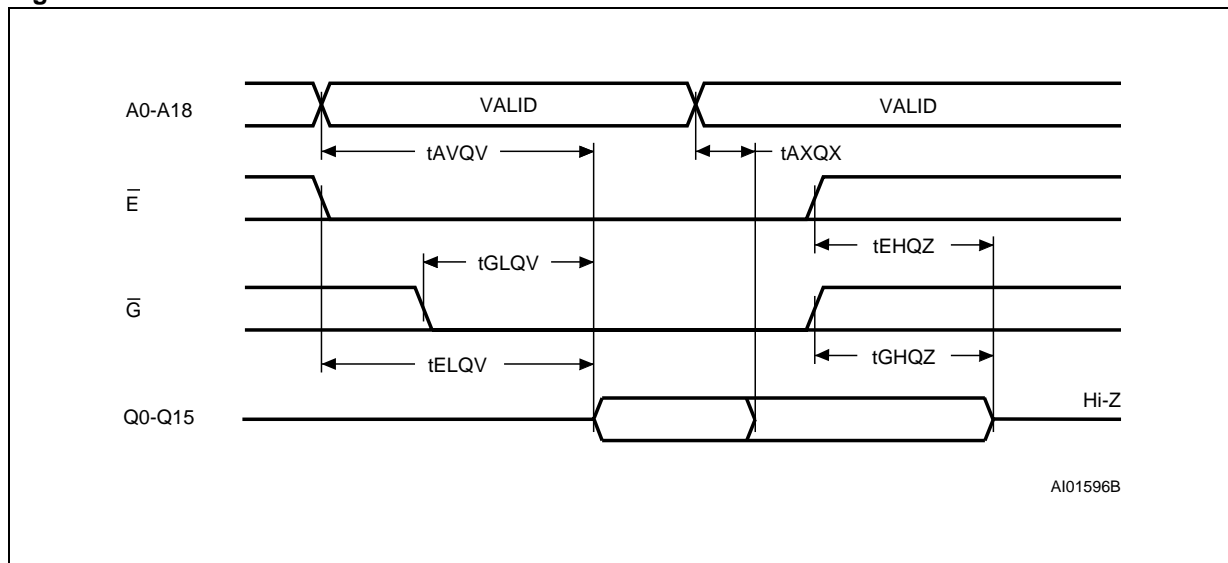 A0-A18
VALID
VALID
tAVQV
tAXQX
E
tEHQZ
tGLQV
G
tGHQZ
tELQV
Q0-Q15
Hi-Z
AI01596B